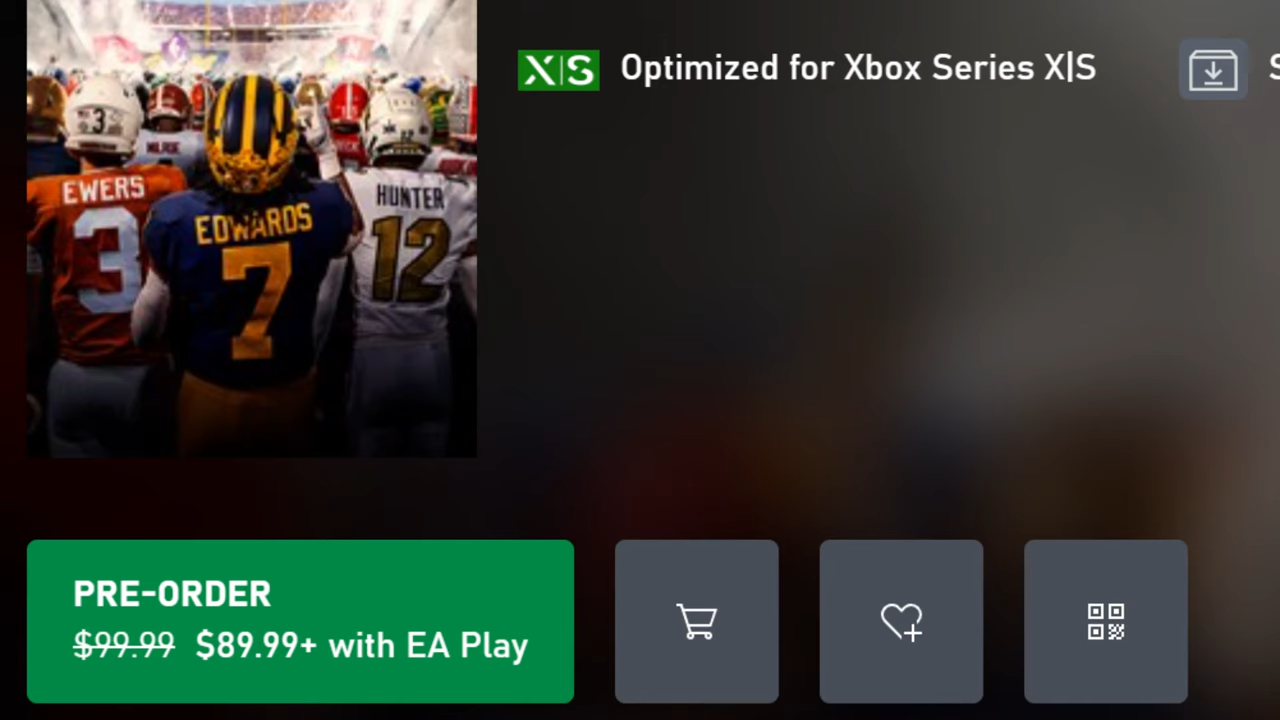 X|S Optimized for Xbox Series X|S
S
EWERS
3
EDWARDS
7
HUNTER
12
3
PRE-ORDER
$99.99 $89.99+ with EA Play